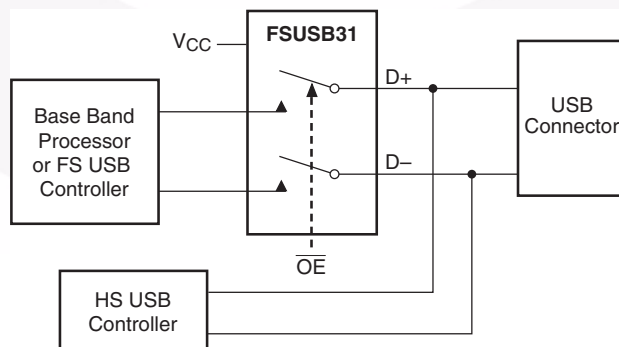 FSUSB31
VCC
D+
Base Band
Processor
or FS USB
Controller
USB
Connector
D–
OE
HS USB
Controller